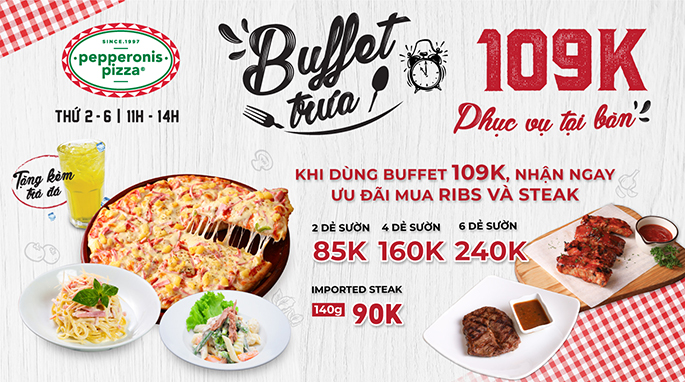 SINCE.1997
pepperonis
pizza®
THỨ 2 - 6 | 11H - 14H
Buffet
trưa
109K
Phục vụ tại bàn
Tặng kèm
trà đá
KHI DÙNG BUFFET 109K, NHẬN NGAY
ƯU ĐÃI MUA RIBS VÀ STEAK
2 DẺ SƯỜN 4 DẺ SƯỜN 6 DẺ SƯỜN
85K 160K 240K
IMPORTED STEAK
140g 90K